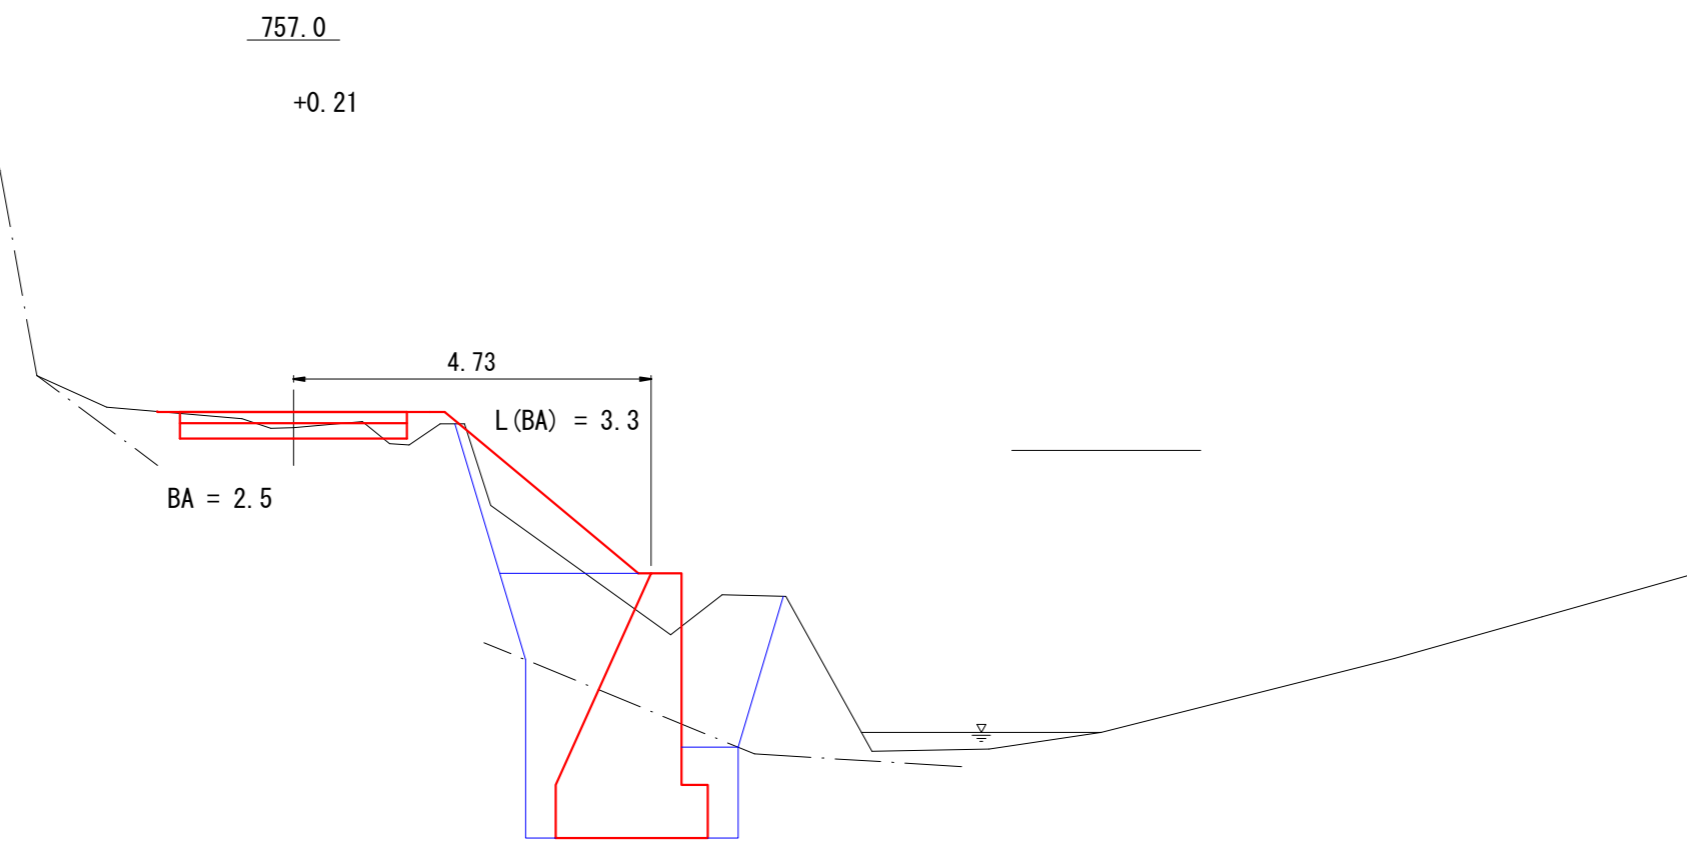 757.0
+0.21
4.73
L(BA) = 3.3
BA = 2.5